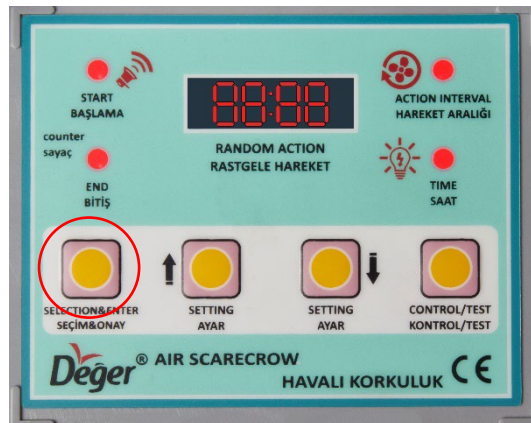 START
BAŞLAMA
88:88
ACTION INTERVAL
HAREKET ARALIĞI
counter
sayaç
RANDOM ACTION
RASTGELE HAREKET
END
BİTİŞ
TIME
SAAT
SELECTION&ENTER
SEÇİM&ONAY
SETTING
AYAR
SETTING
AYAR
CONTROL/TEST
KONTROL/TEST
Değer® AIR SCARECROW
HAVALI KORKULUK CE